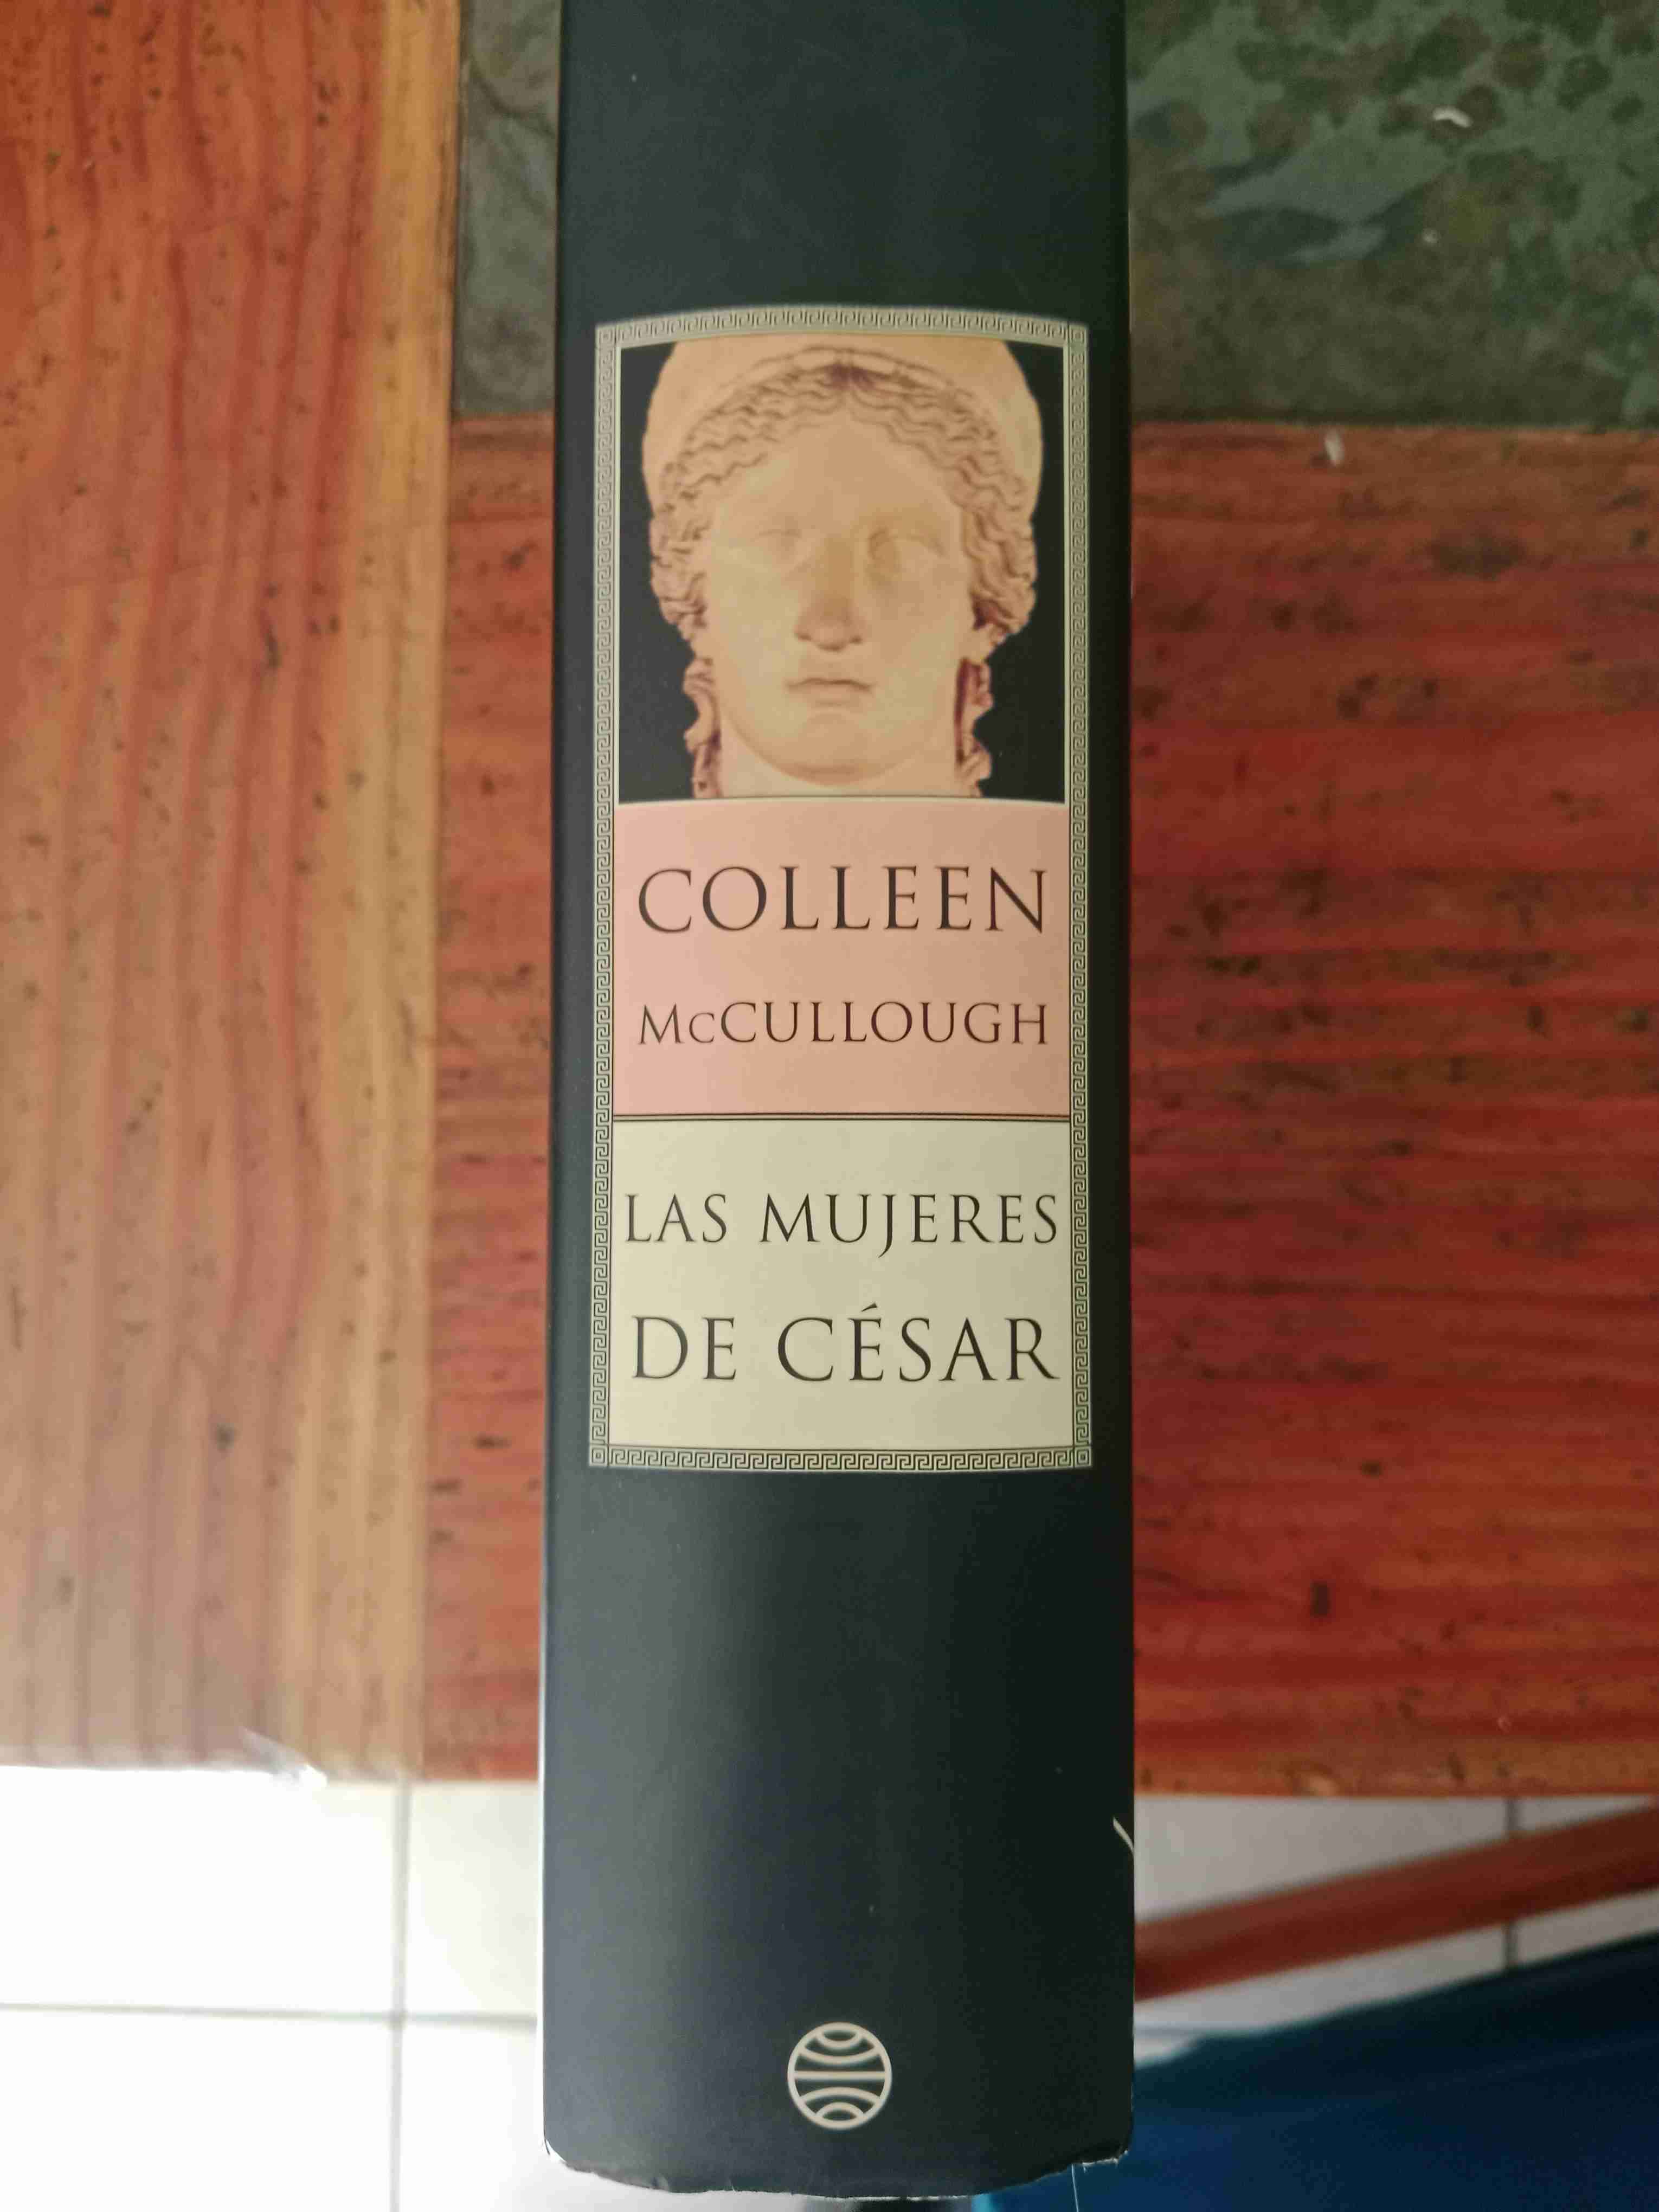 COLLEEN
McCULLOUGH
LAS MUJERES
DE CÉSAR